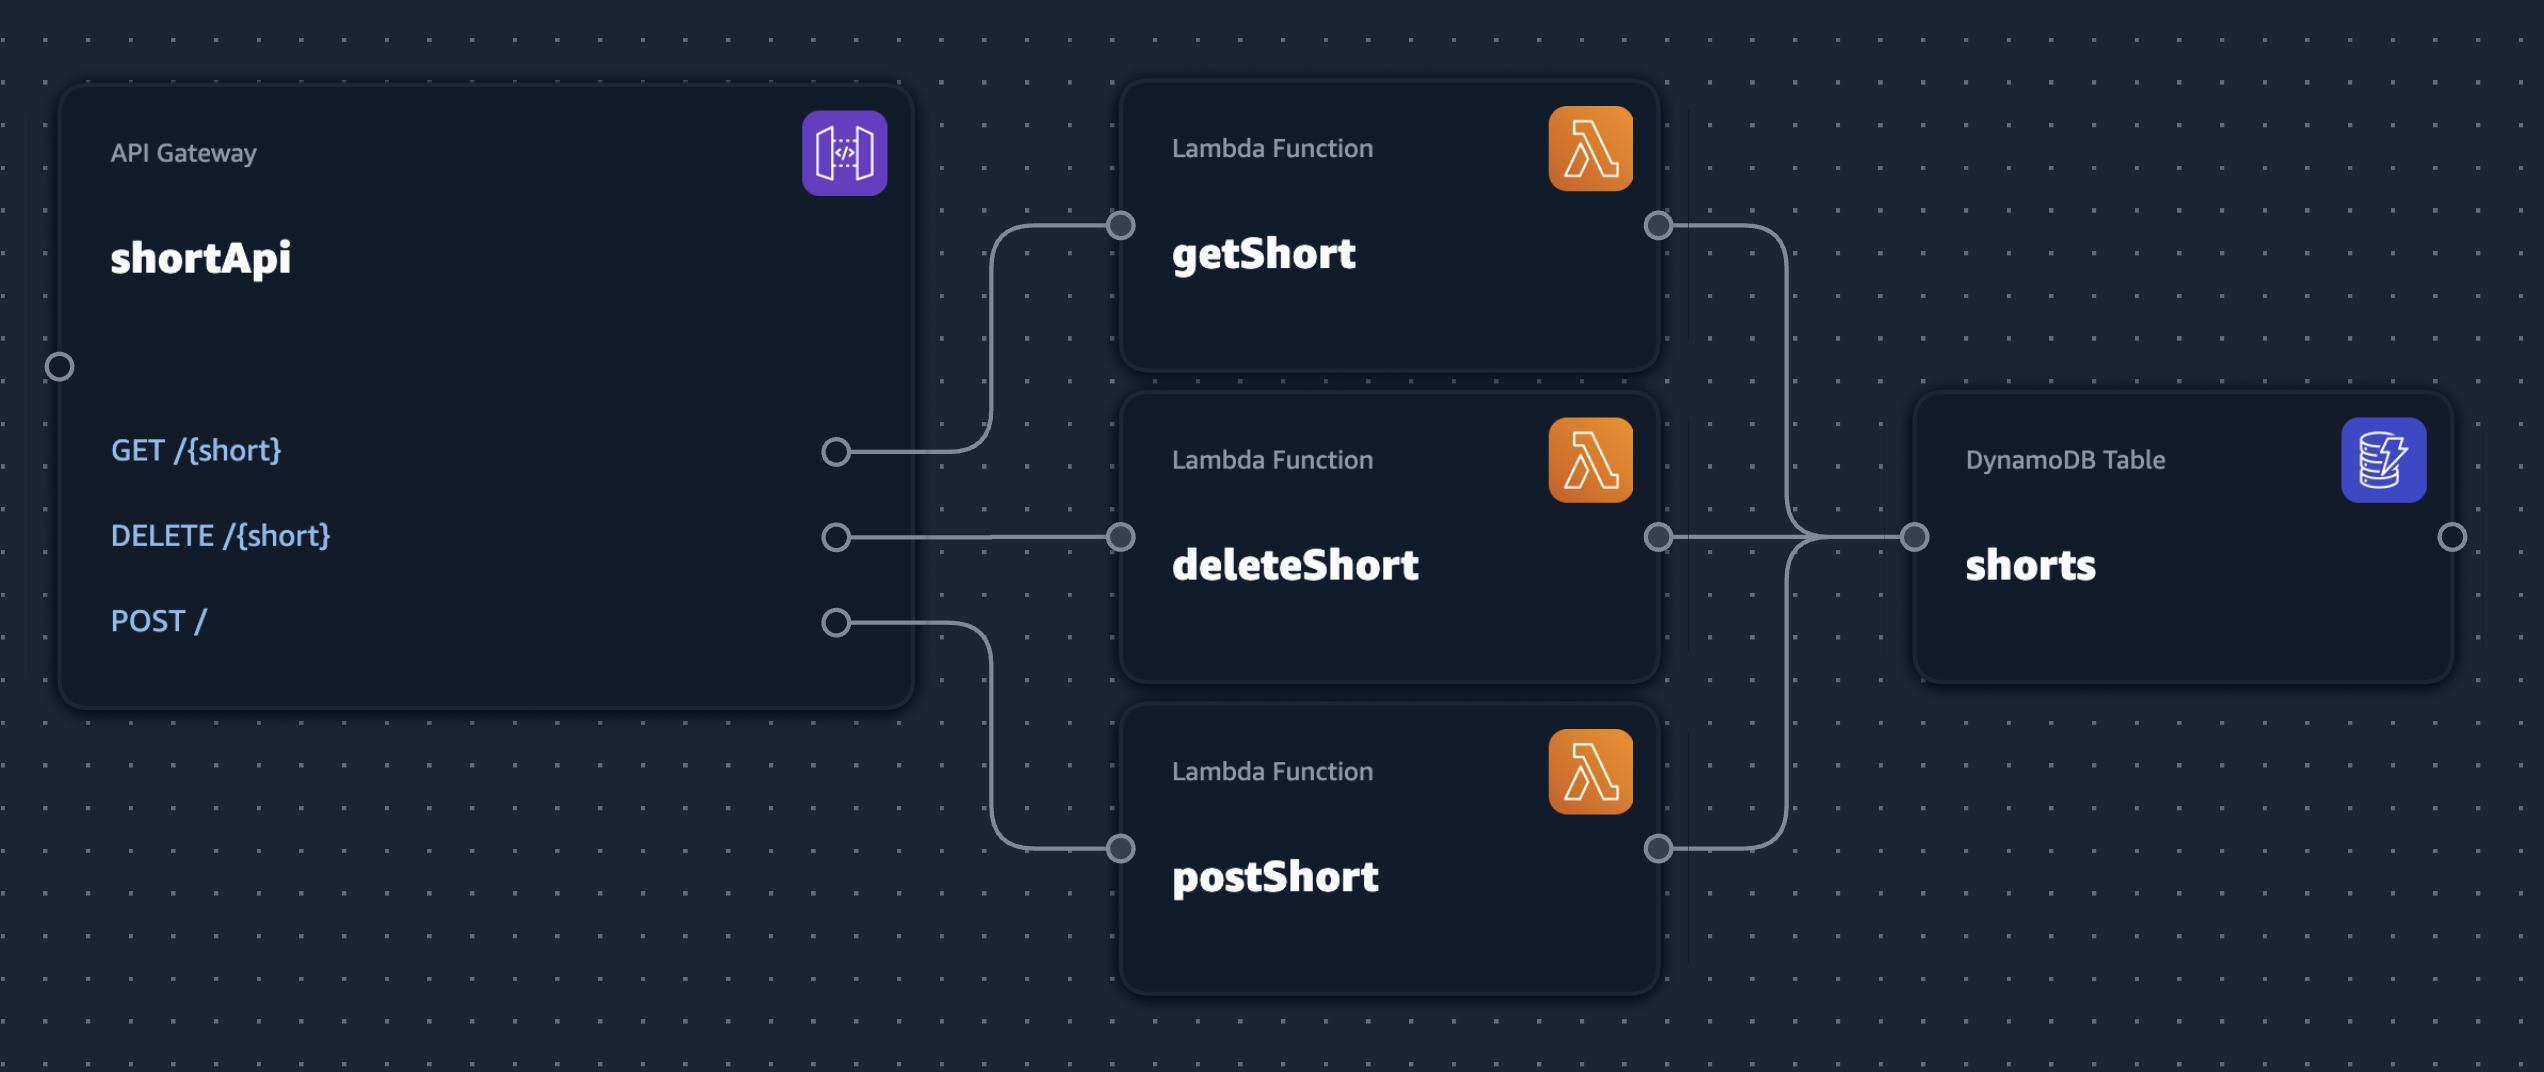 API Gateway
shortApi
GET /{short}
DELETE /{short}
POST /
Lambda Function
getShort
Lambda Function
deleteShort
Lambda Function
postShort
DynamoDB Table
shorts